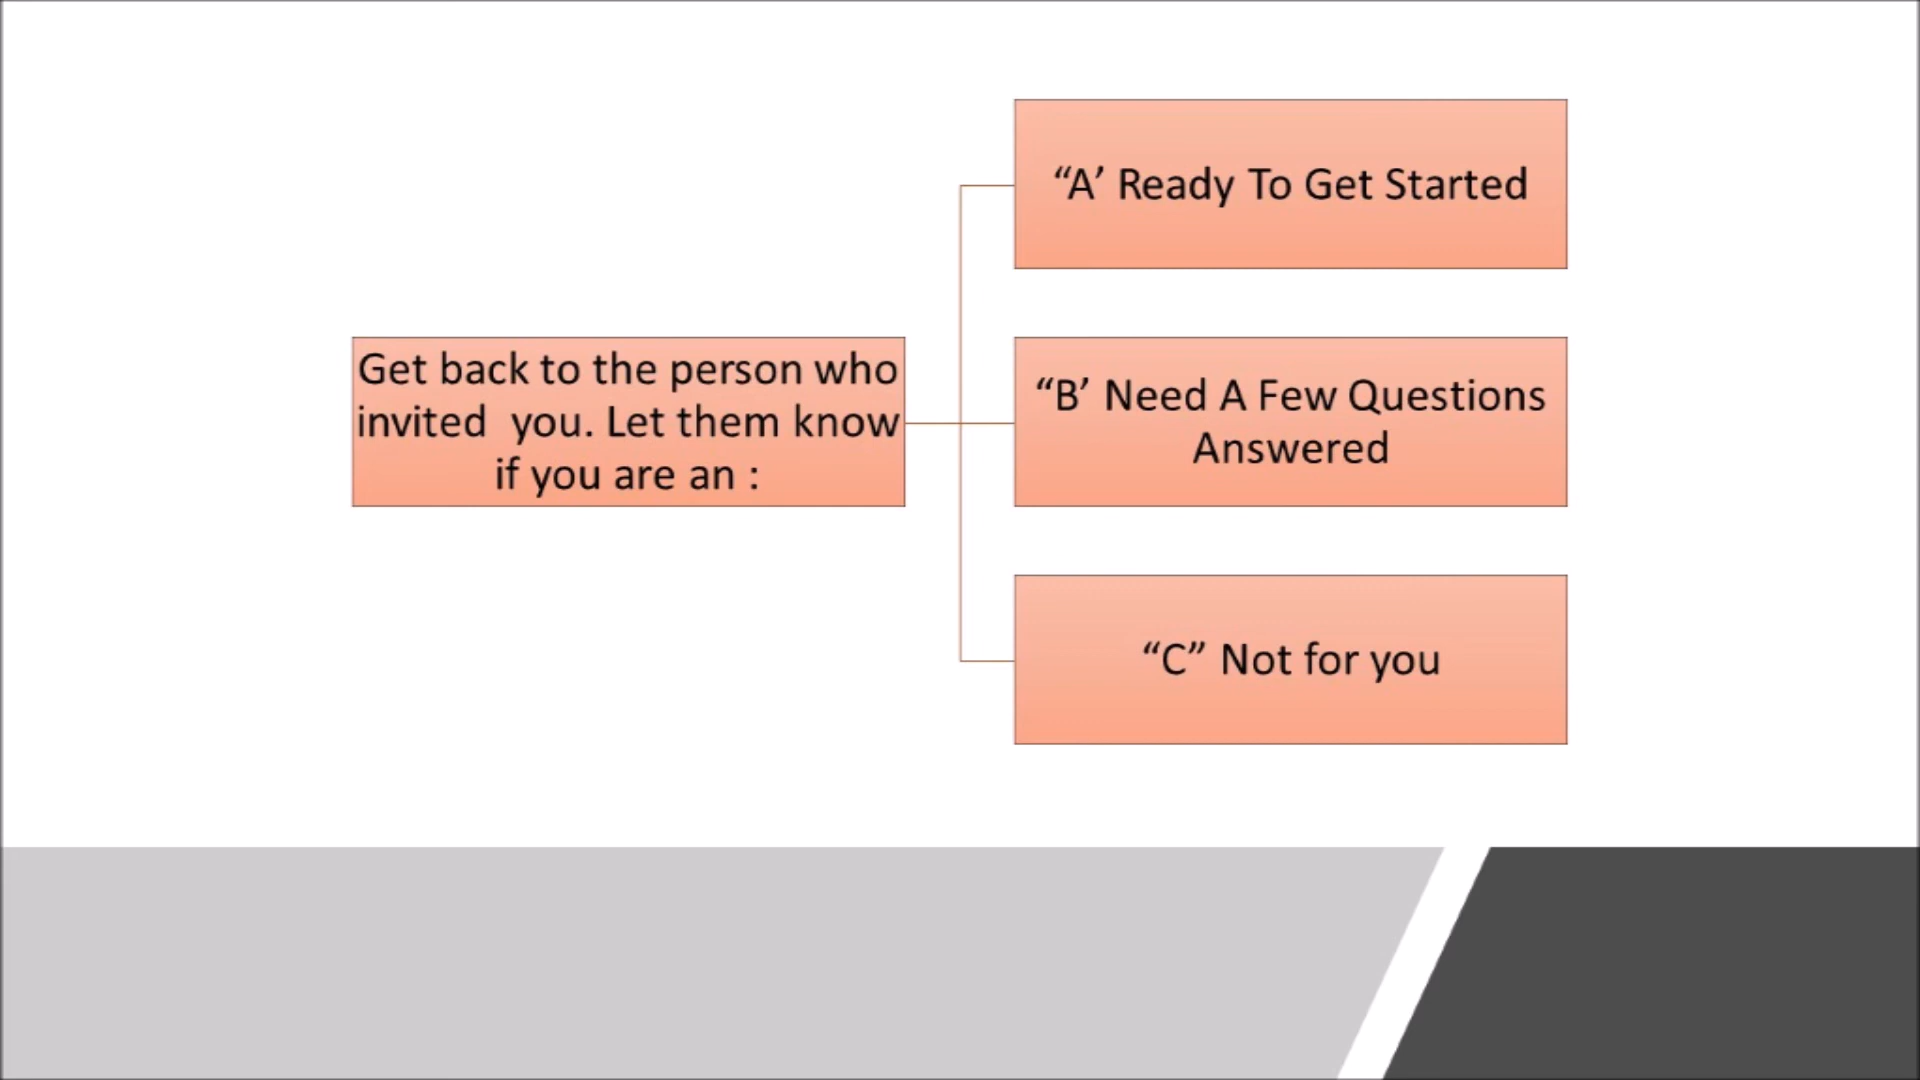 Get back to the person who
invited  you. Let them know
if you are an :
“A’ Ready To Get Started
“B’ Need A Few Questions
Answered
“C” Not for you